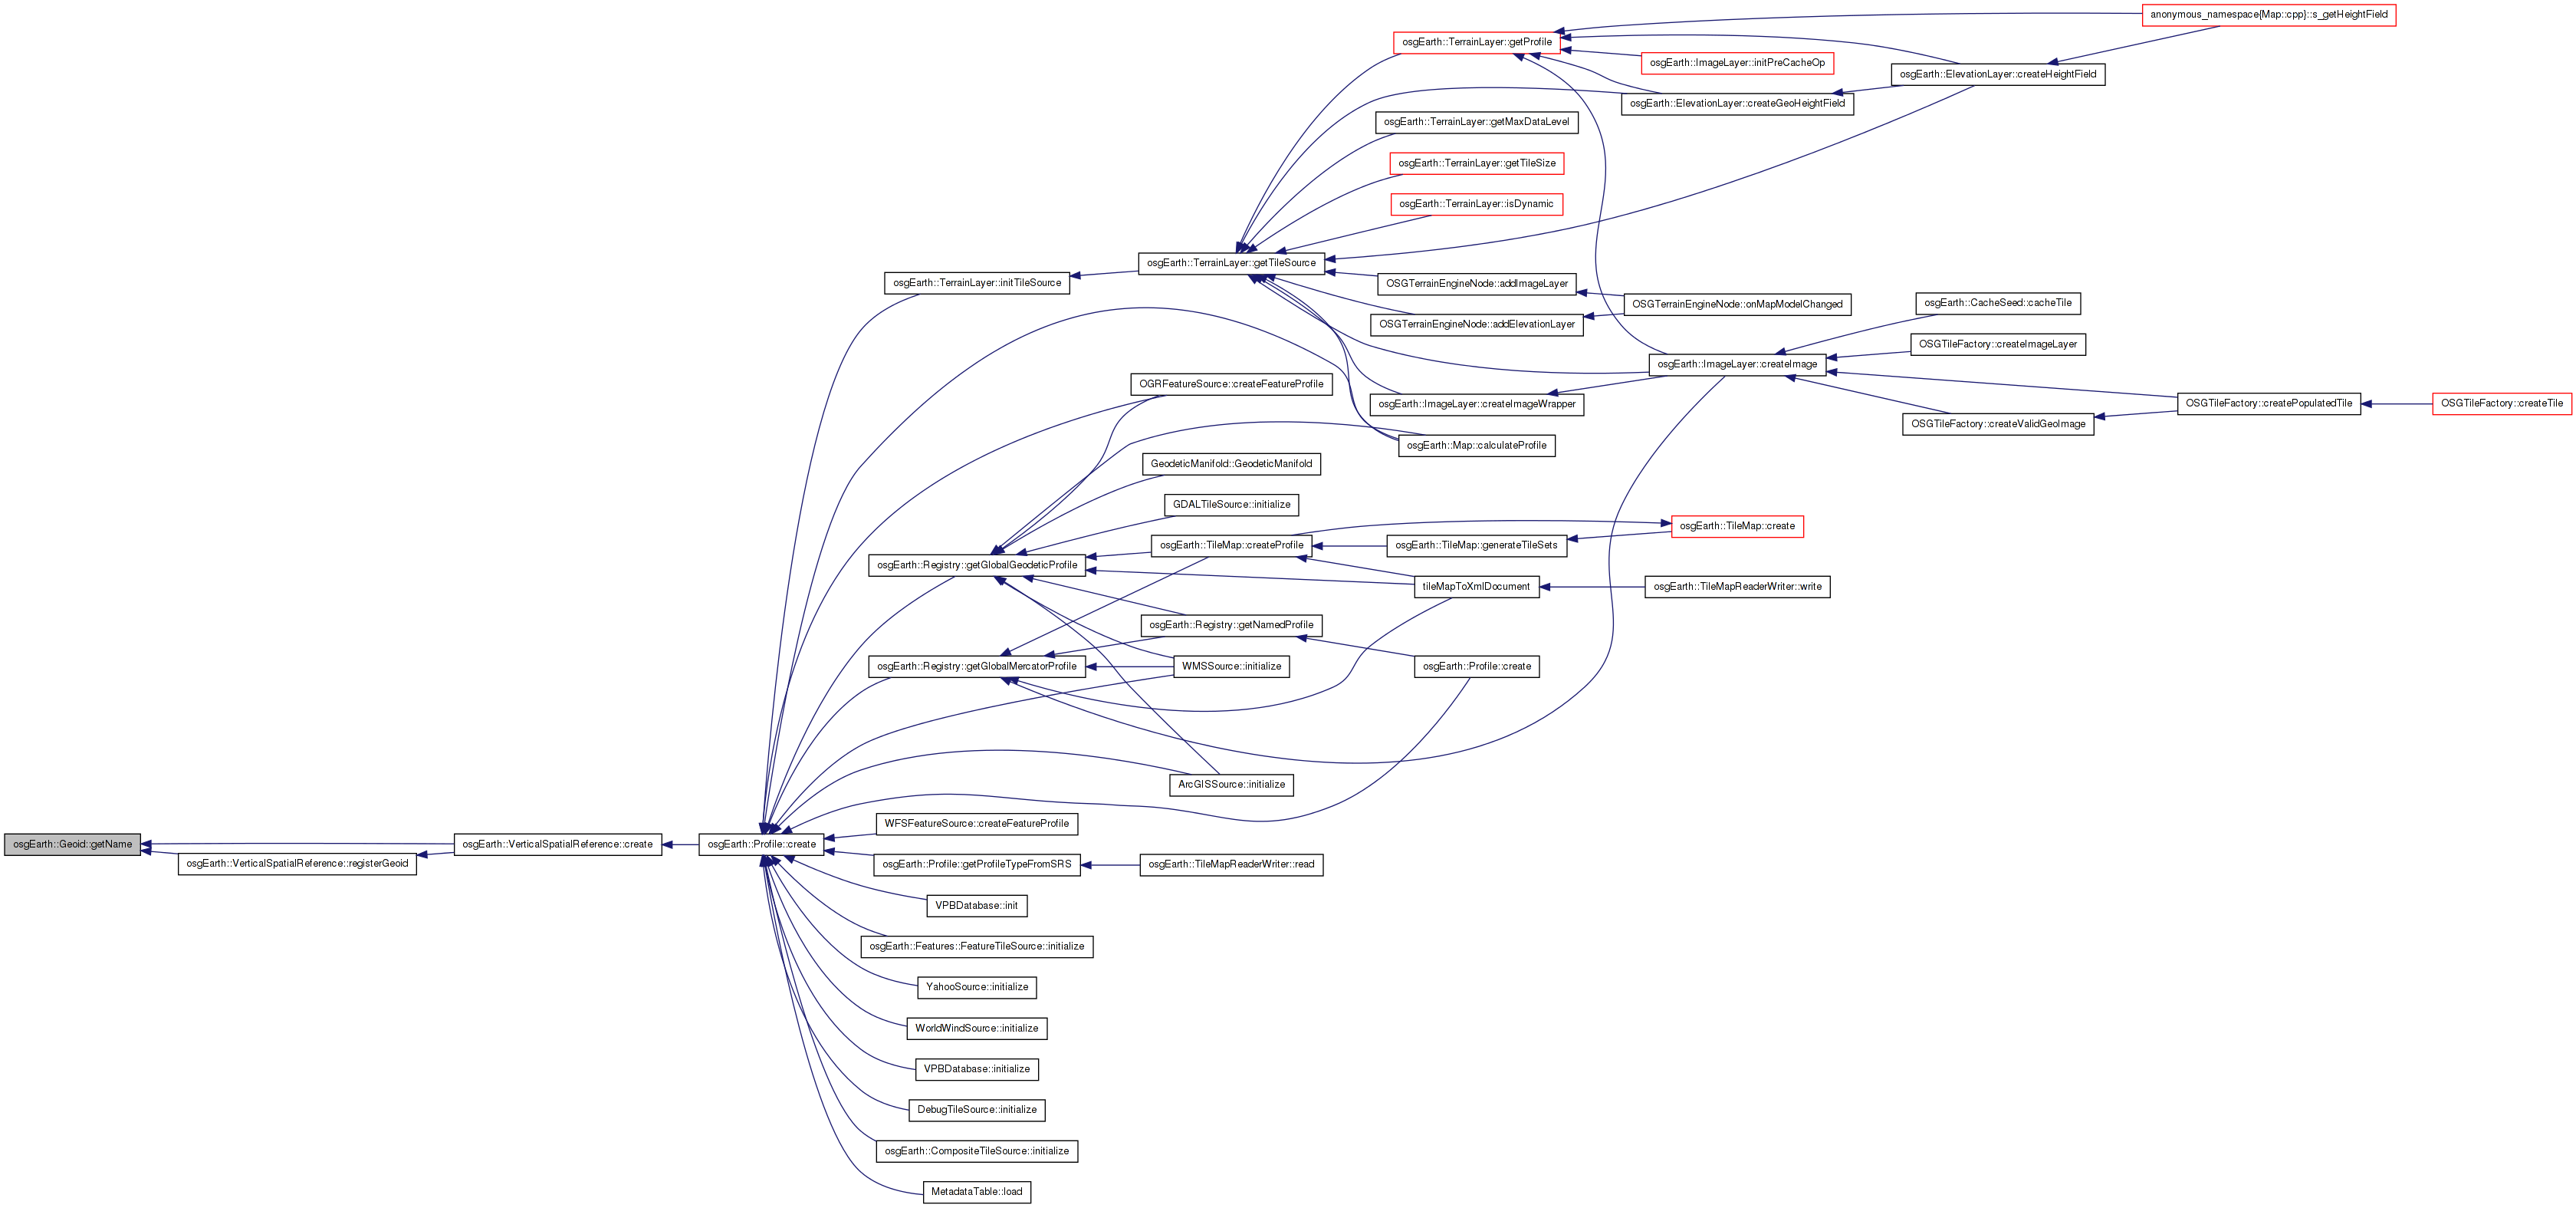 anonymous_namespace{Map::cpp}::s_getHeightField
osgEarth::TerrainLayer::getProfile
osgEarth::ImageLayer::initPreCacheOp
osgEarth::ElevationLayer::createHeightField
osgEarth::ElevationLayer::createGeoHeightField
osgEarth::TerrainLayer::getMaxDataLevel
osgEarth::TerrainLayer::getTileSize
osgEarth::TerrainLayer::isDynamic
osgEarth::TerrainLayer::getTileSource
osgEarth::TerrainLayer::initTileSource
OSGTerrainEngineNode::addImageLayer
OSGTerrainEngineNode::onMapModelChanged
osgEarth::CacheSeed::cacheTile
OSGTerrainEngineNode::addElevationLayer
OSGTileFactory::createImageLayer
osgEarth::ImageLayer::createImage
OGRFeatureSource::createFeatureProfile
osgEarth::ImageLayer::createImageWrapper
OSGTileFactory::createPopulatedTile
OSGTileFactory::createTile
OSGTileFactory::createValidGeoImage
osgEarth::Map::calculateProfile
GeodeticManifold::GeodeticManifold
GDALTileSource::initialize
osgEarth::TileMap::create
osgEarth::TileMap::createProfile
osgEarth::TileMap::generateTileSets
osgEarth::Registry::getGlobalGeodeticProfile
tileMapToXmlDocument
osgEarth::TileMapReaderWriter::write
osgEarth::Registry::getNamedProfile
osgEarth::Registry::getGlobalMercatorProfile
WMSSource::initialize
osgEarth::Profile::create
ArcGISSource::initialize
WFSFeatureSource::createFeatureProfile
osgEarth::Geoid::getName
osgEarth::VerticalSpatialReference::create
osgEarth::Profile::create
osgEarth::VerticalSpatialReference::registerGeoid
osgEarth::Profile::getProfileTypeFromSRS
osgEarth::TileMapReaderWriter::read
VPBDatabase::init
osgEarth::Features::FeatureTileSource::initialize
YahooSource::initialize
WorldWindSource::initialize
VPBDatabase::initialize
DebugTileSource::initialize
osgEarth::CompositeTileSource::initialize
MetadataTable::load